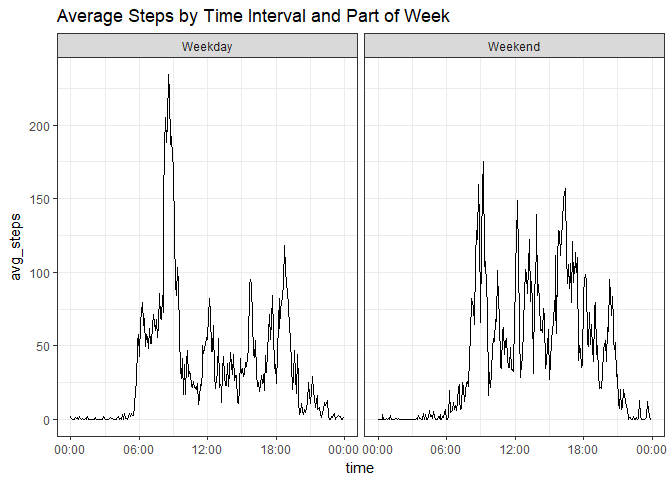 Average Steps by Time Interval and Part of Week
Weekday Weekend
200
150
100
50
0
avg_steps
00:00 06:00 12:00 18:00 00:00 00:00 06:00 12:00 18:00 00:00
time